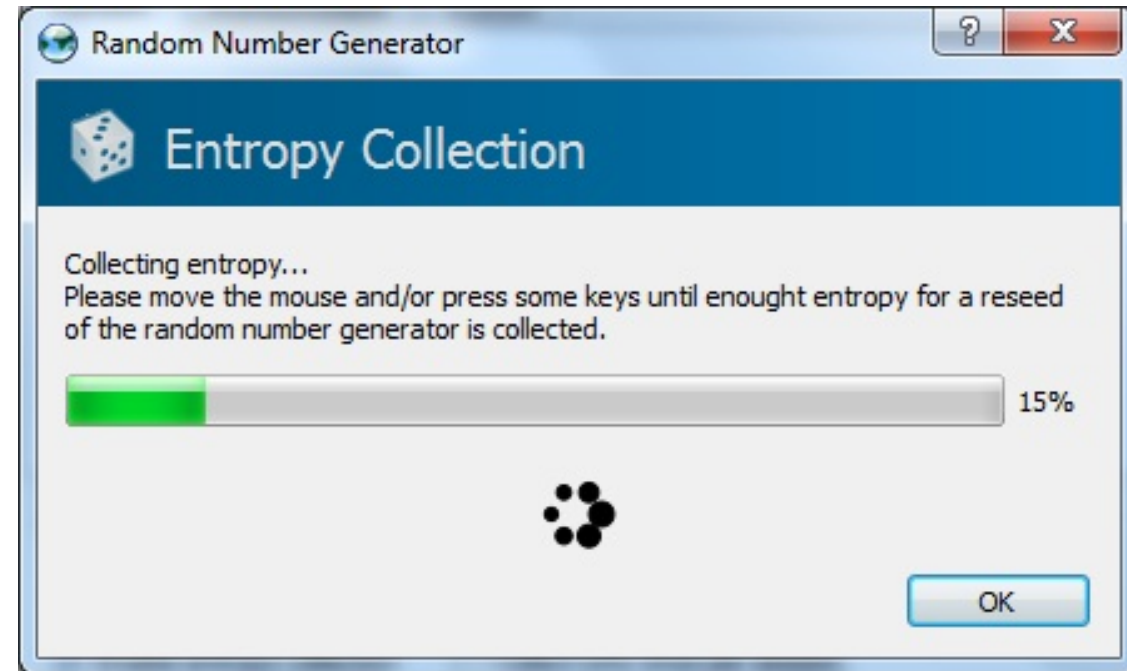 Random Number Generator
Entropy Collection
Collecting entropy...
Please move the mouse and/or press some keys until enought entropy for a reseed
of the random number generator is collected.
15%
OK